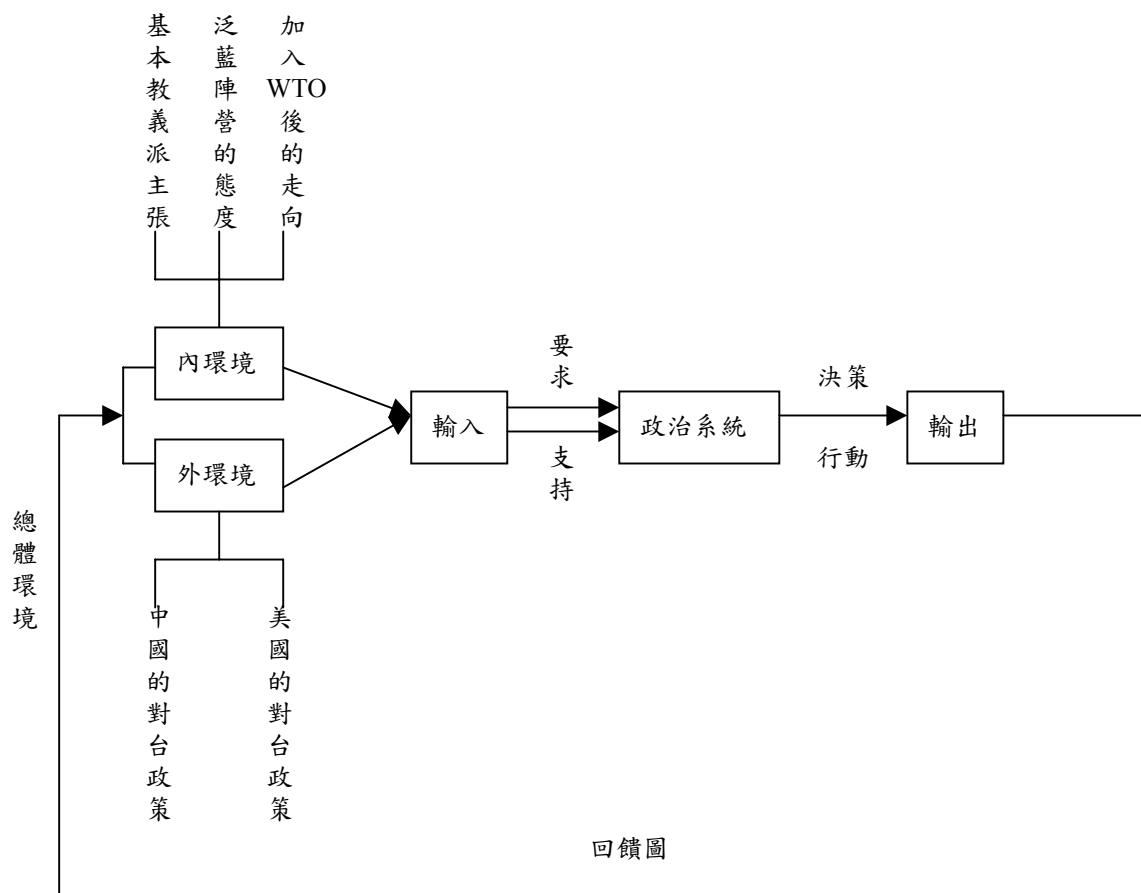 基本教義派主張
泛藍陣營的態度
加入WTO後的走向
內環境
外環境
總體環境
中國的對台政策
美國的對台政策
輸入
要求
支持
政治系統
決策
行動
輸出
回饋圖